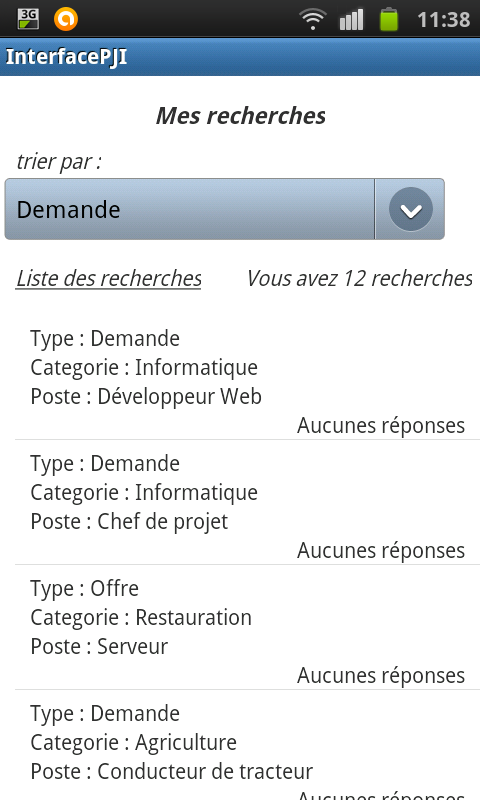 3G
11:38
InterfacePJI
Mes recherches
trier par :
Demande
Liste des recherches Vous avez 12 recherches
Type : Demande
Categorie : Informatique
Poste : Développeur Web
Aucunes réponses
Type : Demande
Categorie : Informatique
Poste : Chef de projet
Aucunes réponses
Type : Offre
Categorie : Restauration
Poste : Serveur
Aucunes réponses
Type : Demande
Categorie : Agriculture
Poste : Conducteur de tracteur
Aucunes réponses